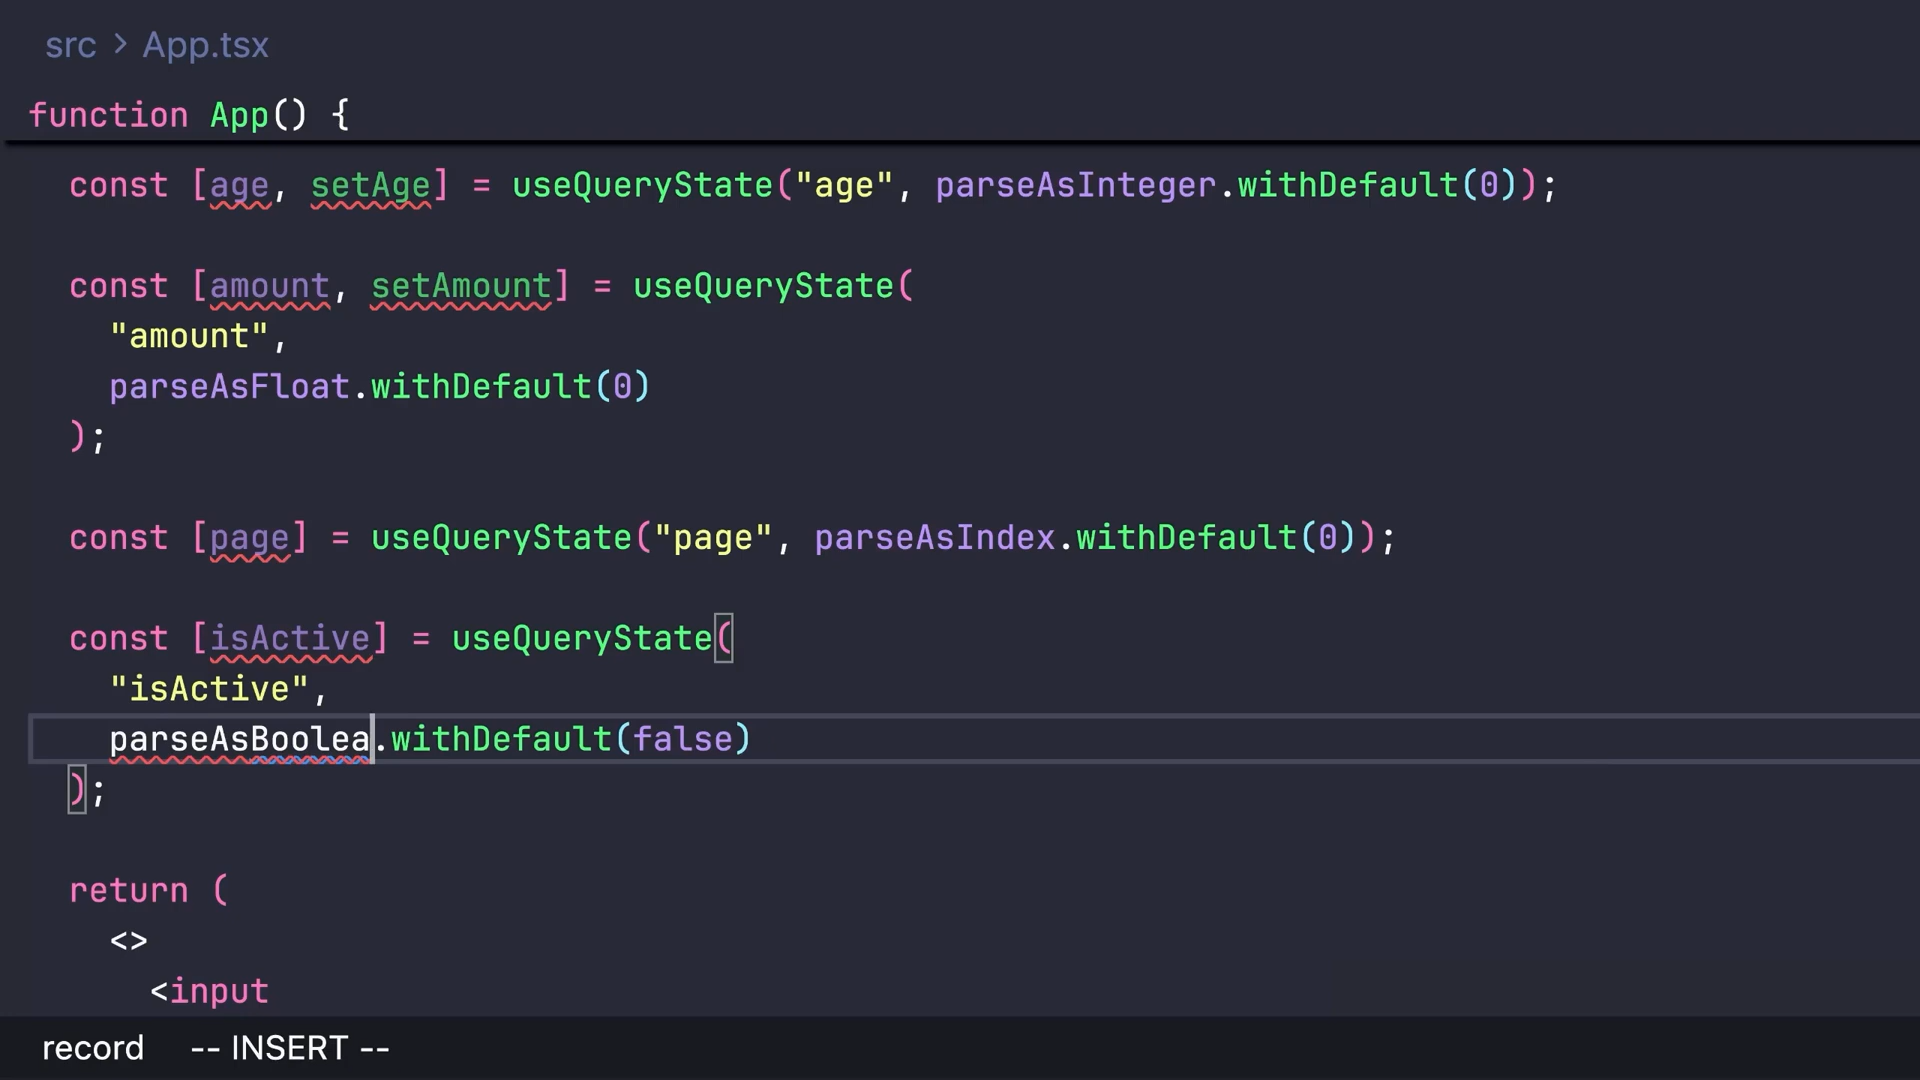 src > App.tsx
function App() {
const [age, setAge] = useQueryState("age", parseAsInteger.withDefault(0));
const [amount, setAmount] = useQueryState(
"amount",
parseAsFloat.withDefault(0)
);
const [page] = useQueryState("page", parseAsIndex.withDefault(0));
const [isActive] = useQueryState(
"isActive",
parseAsBoolea.withDefault(false)
);
return (
<>
<input
record -- INSERT --